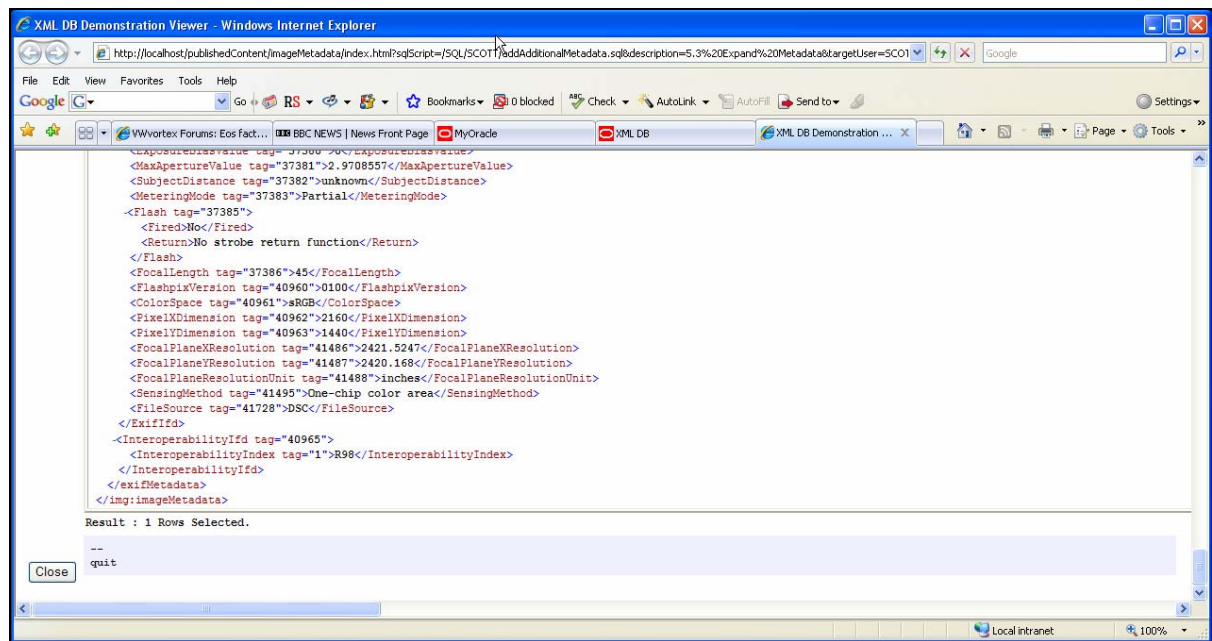 XML DB Demonstration Viewer - Windows Internet Explorer
http://localhost/publishedContent/imageMetadata/index.html?sqlScript=/SQL/SCOTT/addAdditionalMetadata.sql&description=5.3%20Expand%20Metadata&targetUser=SCOT
Google
File Edit View Favorites Tools Help
Google G Go RS Bookmarks 0 blocked Check AutoLink AutoFill Send to Settings
VWvortex Forums: Eos fact... BBC NEWS | News Front Page MyOracle XML DB XML DB Demonstration ... X Page Tools »
<ExposureBiasValue tag="37380">0</ExposureBiasValue>
<MaxApertureValue tag="37381">2.9708557</MaxApertureValue>
<SubjectDistance tag="37382">unknown</SubjectDistance>
<MeteringMode tag="37383">Partial</MeteringMode>
-<Flash tag="37385">
<Fired>No</Fired>
<Return>No strobe return function</Return>
</Flash>
<FocalLength tag="37386">45</FocalLength>
<FlashpixVersion tag="40960">0100</FlashpixVersion>
<ColorSpace tag="40961">sRGB</ColorSpace>
<PixelXDimension tag="40962">2160</PixelXDimension>
<PixelYDimension tag="40963">1440</PixelYDimension>
<FocalPlaneXResolution tag="41486">2421.5247</FocalPlaneXResolution>
<FocalPlaneYResolution tag="41487">2420.168</FocalPlaneYResolution>
<FocalPlaneResolutionUnit tag="41488">inches</FocalPlaneResolutionUnit>
<SensingMethod tag="41495">One-chip color area</SensingMethod>
<FileSource tag="41728">DSC</FileSource>
</ExifIfd>
-<InteroperabilityIfd tag="40965">
<InteroperabilityIndex tag="1">R98</InteroperabilityIndex>
</InteroperabilityIfd>
</exifMetadata>
</img:imageMetadata>
Result : 1 Rows Selected.
--
quit
Close
Local intranet 100%